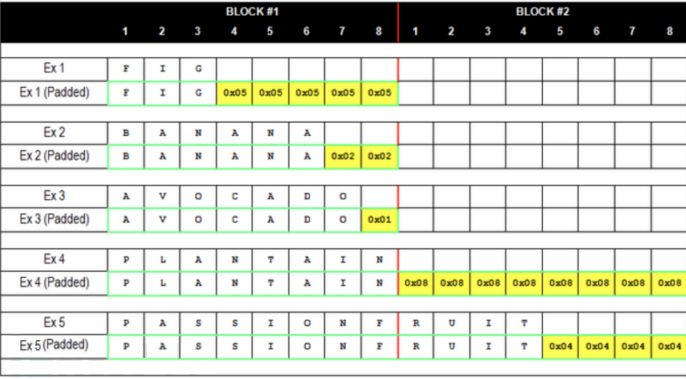 BLOCK #1 BLOCK #2
1 2 3 4 5 6 7 8 1 2 3 4 5 6 7 8
Ex 1 F I G
Ex 1 (Padded) F I G 0x05 0x05 0x05 0x05 0x05
Ex 2 B A N A N A
Ex 2 (Padded) B A N A N A 0x02 0x02
Ex 3 A V O C A D O
Ex 3 (Padded) A V O C A D O 0x01
Ex 4 P L A N T A I N
Ex 4 (Padded) P L A N T A I N 0x08 0x08 0x08 0x08 0x08 0x08 0x08 0x08
Ex 5 P A S S I O N F R U I T
Ex 5 (Padded) P A S S I O N F R U I T 0x04 0x04 0x04 0x04